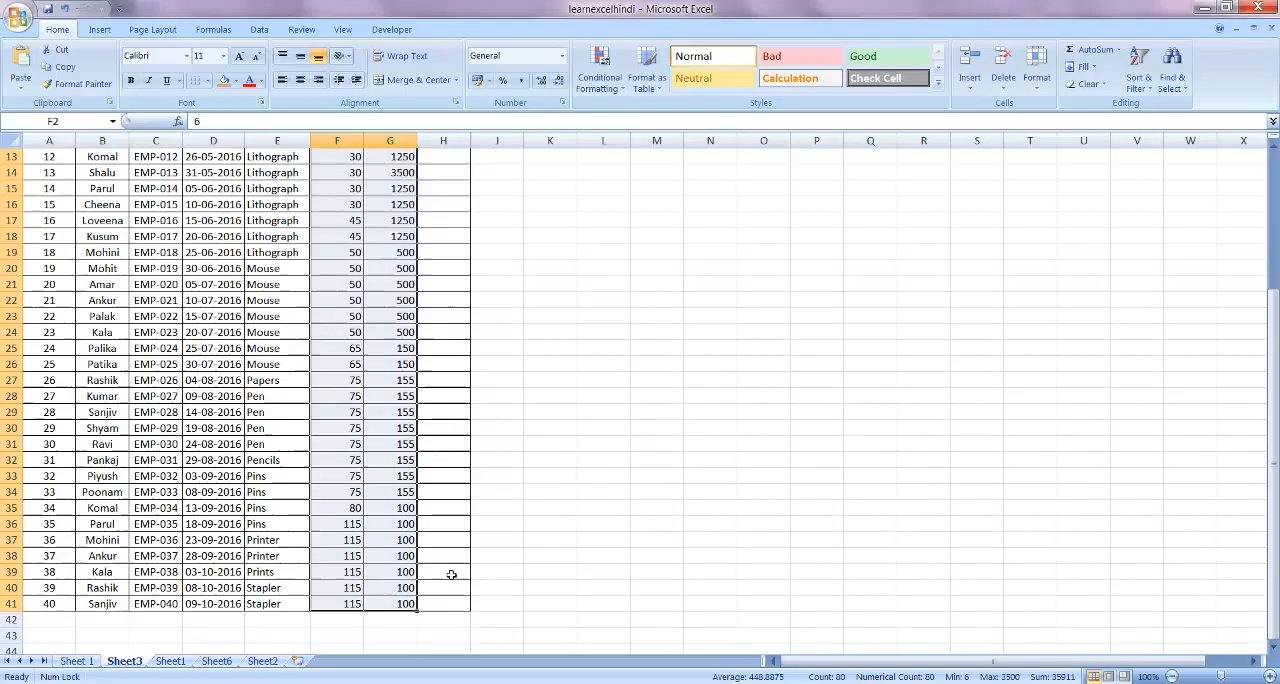 learnexcelhindi - Microsoft Excel
Home Insert Page Layout Formulas Data Review View Developer
Paste
Cut
Copy
Format Painter
Clipboard
Calibri 11
B I U
Font
Wrap Text
Merge & Center
Alignment
General
Number
Conditional Formatting
Format as Table
Normal Bad Good
Neutral Calculation Check Cell
Styles
Insert Delete Format
Cells
AutoSum
Fill
Clear
Sort & Filter
Find & Select
Editing
F2 fx 6
A B C D E F G H J K L M N O P Q R S T U V W X
13 12 Komal EMP-012 26-05-2016 Lithograph 30 1250
14 13 Shalu EMP-013 31-05-2016 Lithograph 30 3500
15 14 Parul EMP-014 05-06-2016 Lithograph 30 1250
16 15 Cheena EMP-015 10-06-2016 Lithograph 30 1250
17 16 Loveena EMP-016 15-06-2016 Lithograph 45 1250
18 17 Kusum EMP-017 20-06-2016 Lithograph 45 1250
19 18 Mohini EMP-018 25-06-2016 Lithograph 50 500
20 19 Mohit EMP-019 30-06-2016 Mouse 50 500
21 20 Amar EMP-020 05-07-2016 Mouse 50 500
22 21 Ankur EMP-021 10-07-2016 Mouse 50 500
23 22 Palak EMP-022 15-07-2016 Mouse 50 500
24 23 Kala EMP-023 20-07-2016 Mouse 50 500
25 24 Palika EMP-024 25-07-2016 Mouse 65 150
26 25 Patika EMP-025 30-07-2016 Mouse 65 150
27 26 Rashik EMP-026 04-08-2016 Papers 75 155
28 27 Kumar EMP-027 09-08-2016 Pen 75 155
29 28 Sanjiv EMP-028 14-08-2016 Pen 75 155
30 29 Shyam EMP-029 19-08-2016 Pen 75 155
31 30 Ravi EMP-030 24-08-2016 Pen 75 155
32 31 Pankaj EMP-031 29-08-2016 Pencils 75 155
33 32 Piyush EMP-032 03-09-2016 Pins 75 155
34 33 Poonam EMP-033 08-09-2016 Pins 75 155
35 34 Komal EMP-034 13-09-2016 Pins 80 100
36 35 Parul EMP-035 18-09-2016 Pins 115 100
37 36 Mohini EMP-036 23-09-2016 Printer 115 100
38 37 Ankur EMP-037 28-09-2016 Printer 115 100
39 38 Kala EMP-038 03-10-2016 Prints 115 100
40 39 Rashik EMP-039 08-10-2016 Stapler 115 100
41 40 Sanjiv EMP-040 09-10-2016 Stapler 115 100
42
43
44
Sheet 1 Sheet3 Sheet1 Sheet6 Sheet2
Ready Num Lock Average: 448.8875 Count: 80 Numerical Count: 80 Min: 6 Max: 3500 Sum: 35911 100%